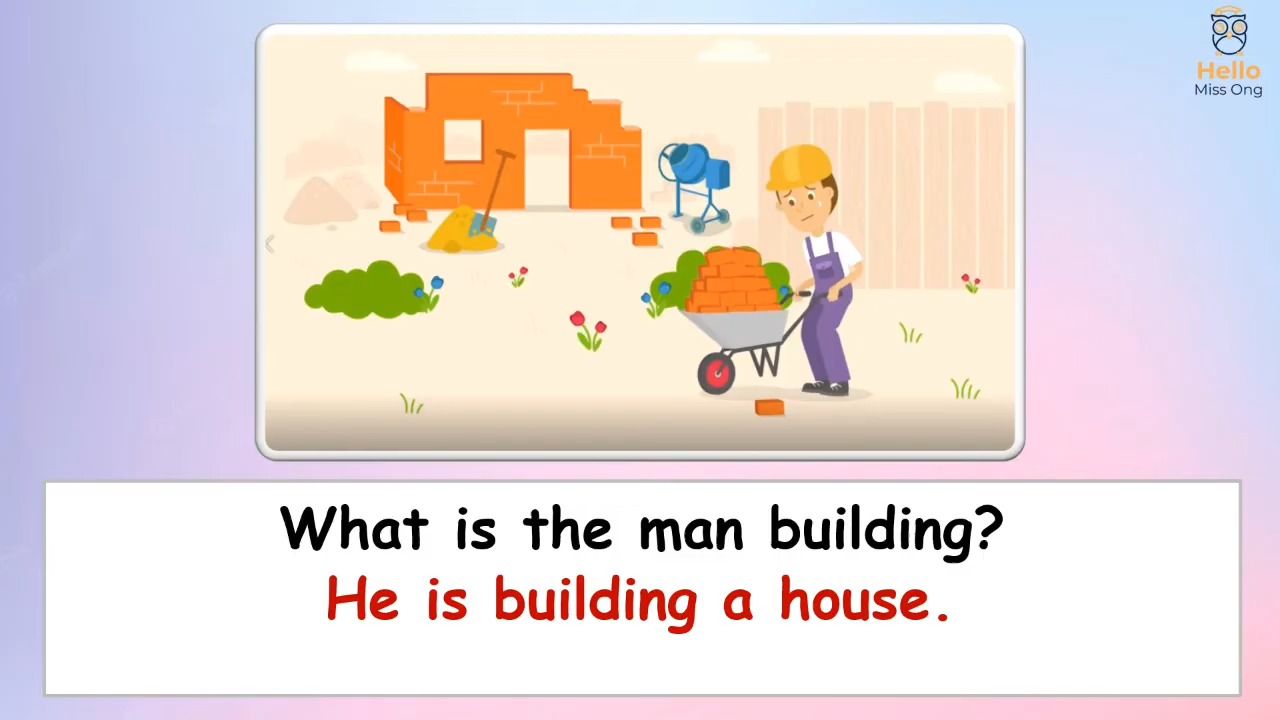 Hello
Miss Ong
What is the man building?
He is building a house.